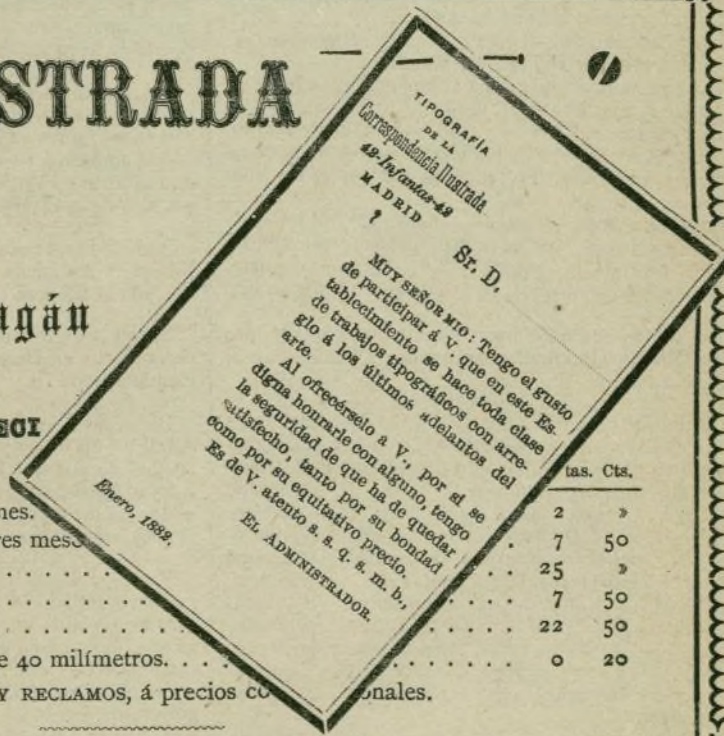 STRADA
TIPOGRAFÍA
DE LA
Correspondencia Ilustrada
42-Infantas-42
MADRID
Sr. D.
MUY SEÑOR MIO: Tengo el gusto
de participar á V. que en este Es-
tablecimiento se hace toda clase
de trabajos tipográficos con arre-
glo á los últimos adelantos del
arte.
Al ofrecérselo a V., por si se
digna honrarle con alguno, tengo
la seguridad de que ha de quedar
satisfecho, tanto por su bondad
como por su equitativo precio.
Es de V. atento s. s. q. s. m. b.,
EL ADMINISTRADOR.
Enero, 1882.
gán
ECI
tas. Cts.
nes. 2 »
res mes . 7 50
. . . . 25 »
. . . . 7 50
. . . . 22 50
e 40 milímetros. . . . 0 20
Y RECLAMOS, á precios co onales.